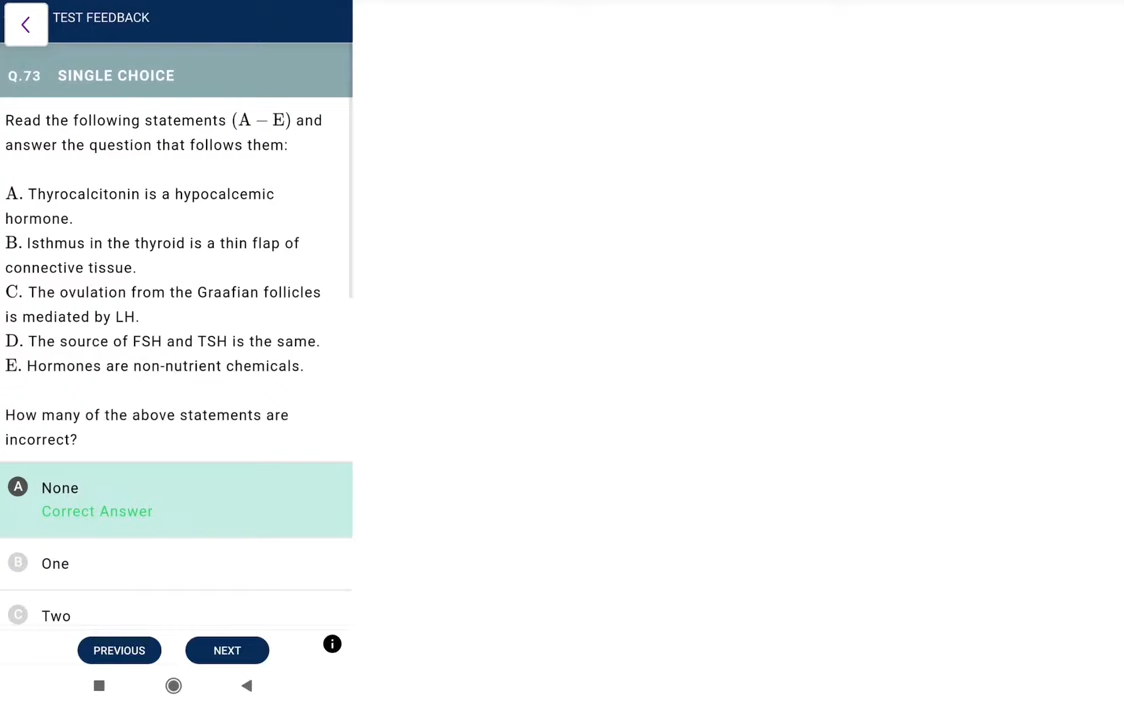 TEST FEEDBACK
Q.73 SINGLE CHOICE
Read the following statements (A – E) and
answer the question that follows them:
A. Thyrocalcitonin is a hypocalcemic
hormone.
B. Isthmus in the thyroid is a thin flap of
connective tissue.
C. The ovulation from the Graafian follicles
is mediated by LH.
D. The source of FSH and TSH is the same.
E. Hormones are non-nutrient chemicals.
How many of the above statements are
incorrect?
A None
Correct Answer
B One
C Two
PREVIOUS NEXT i